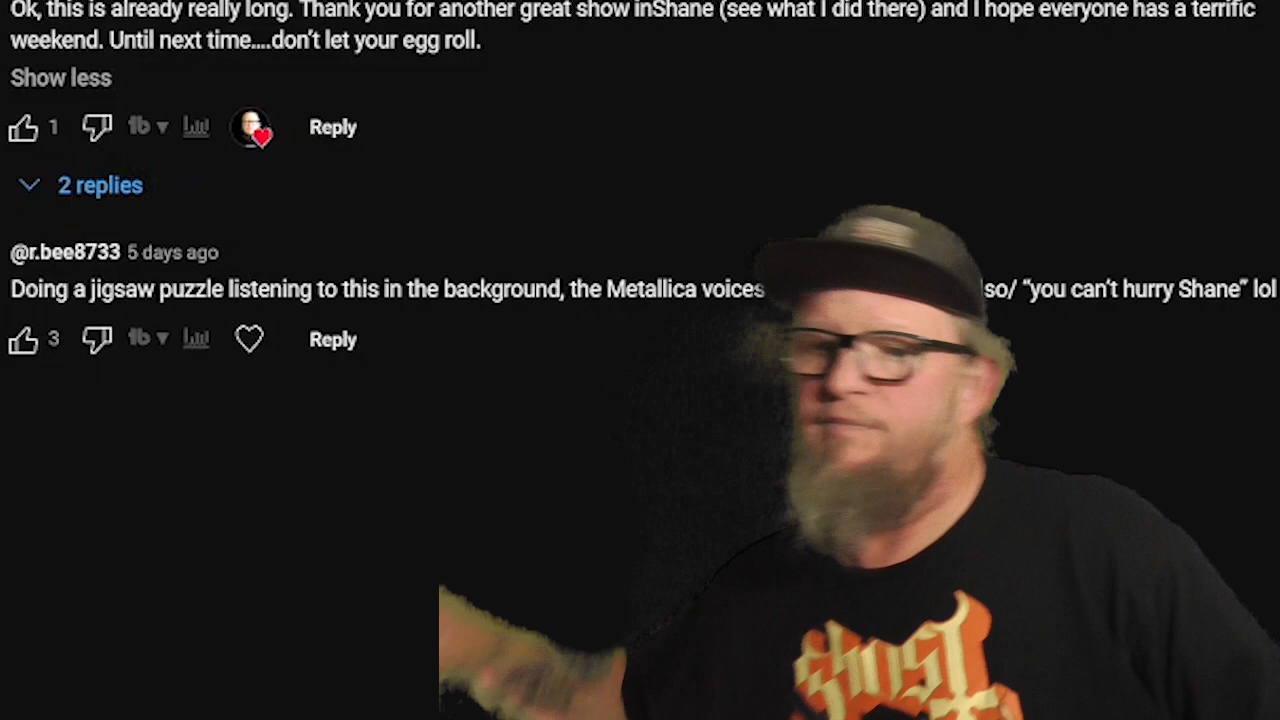 Ok, this is already really long. Thank you for another great show inShane (see what I did there) and I hope everyone has a terrific
weekend. Until next time....don't let your egg roll.
Show less
1 Reply
2 replies
@r.bee8733 5 days ago
Doing a jigsaw puzzle listening to this in the background, the Metallica voices so/ “you can't hurry Shane” lol
3 Reply
Ghost